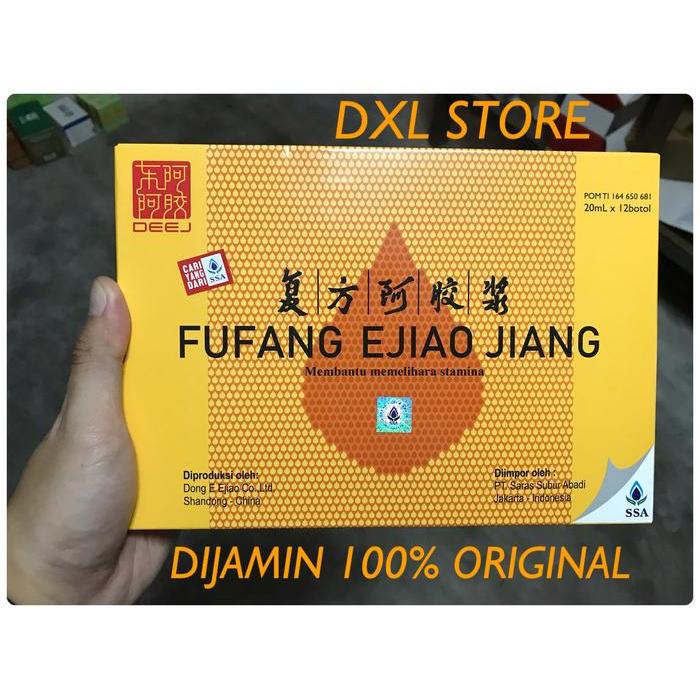 DXL STORE
东阿
阿胶
DEEJ
POM TI 164 650 681
20mL x 12botol
CARI
YANG
DARI
SSA
复方阿胶浆
FUFANG EJIAO JIANG
Membantu memelihara stamina
SSA
Diproduksi oleh:
Dong E Ejiao Co.,Ltd.
Shandong - China
Diimpor oleh :
PT. Saras Subur Abadi
Jakarta - Indonesia
SSA
DIJAMIN 100% ORIGINAL